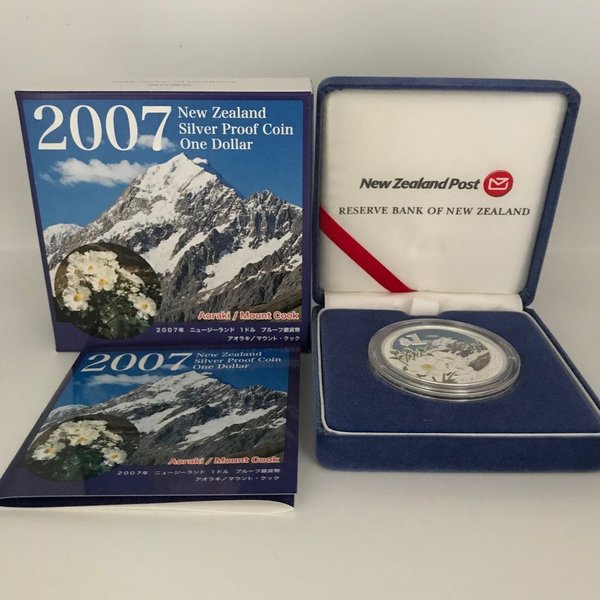 2007
New Zealand
Silver Proof Coin
One Dollar
Aoraki / Mount Cook
2007年 ニュージーランド 1ドル プルーフ銀貨幣
アオラキ／マウント・クック
New Zealand Post
RESERVE BANK OF NEW ZEALAND
2007
New Zealand
Silver Proof Coin
One Dollar
Aoraki / Mount Cook
2007年 ニュージーランド 1ドル プルーフ銀貨幣
アオラキ／マウント・クック